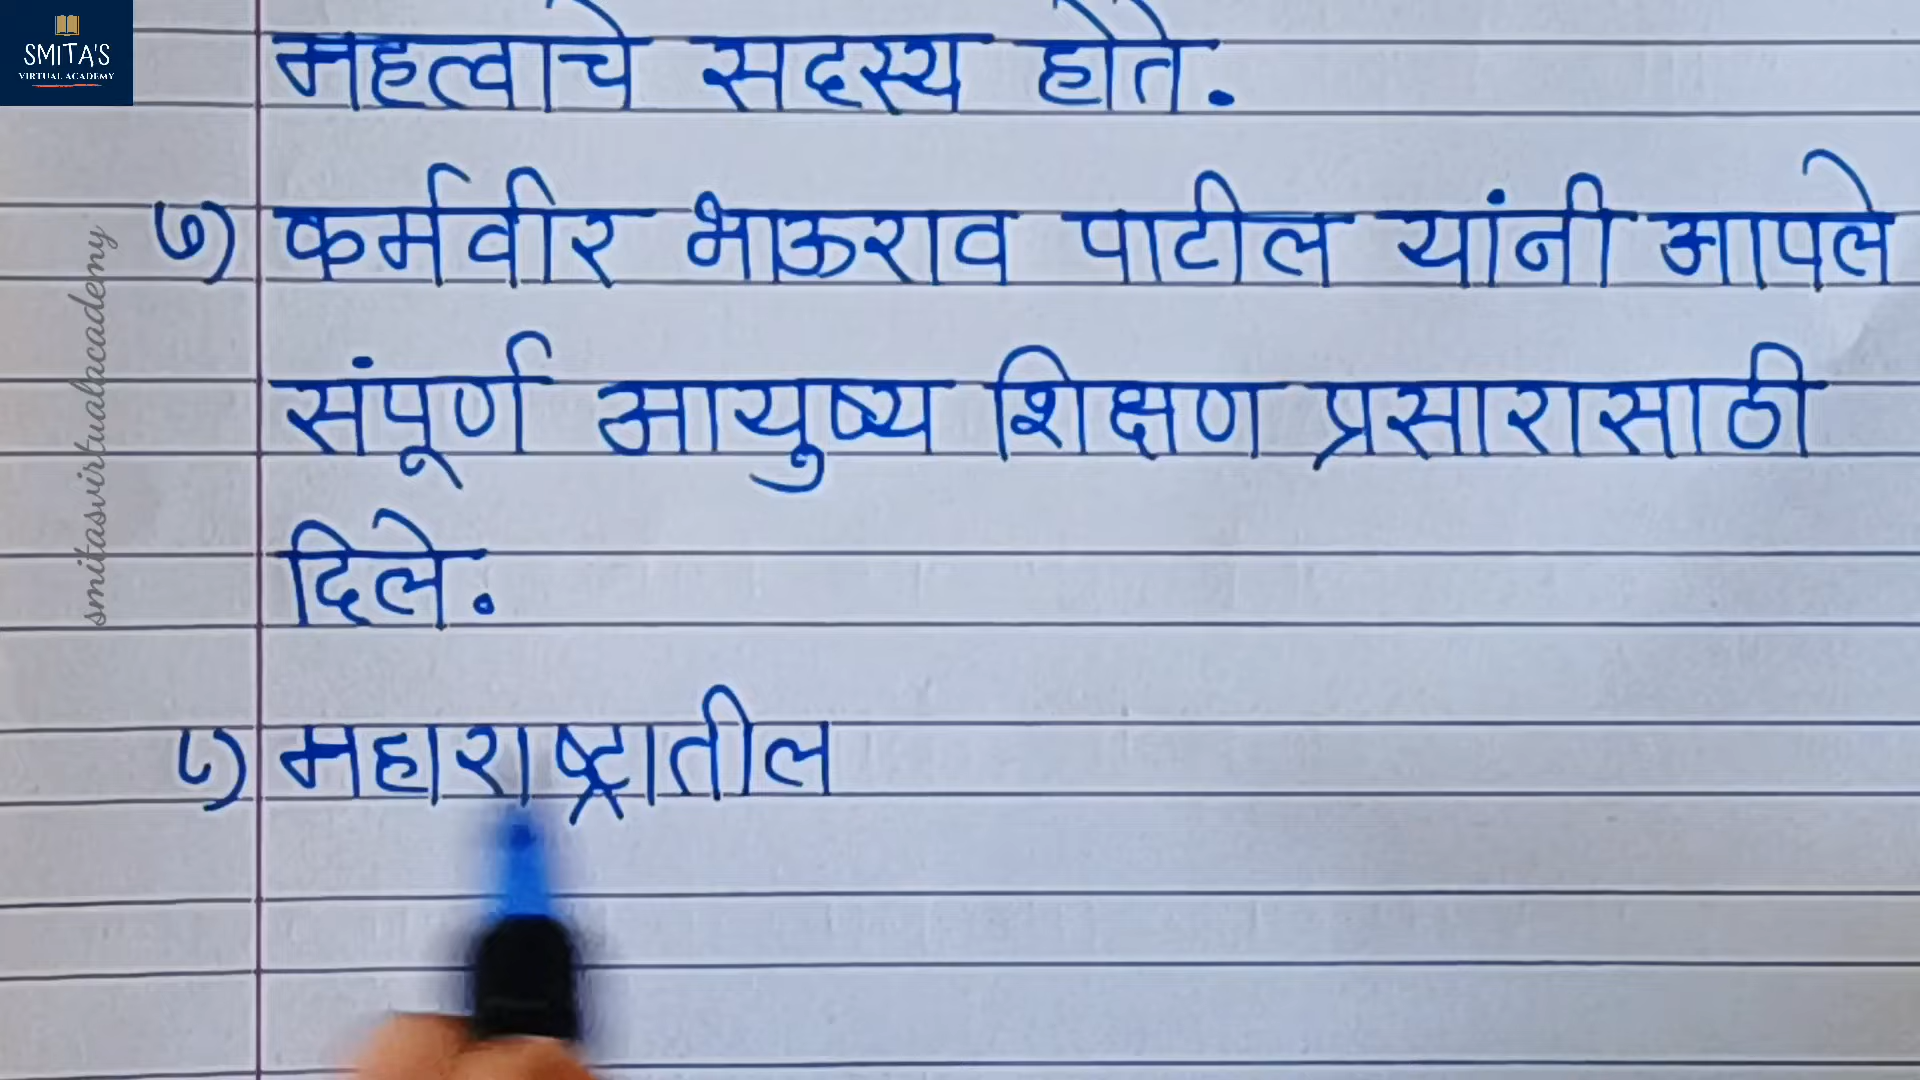 SMITA'S
VIRTUAL ACADEMY
महत्वाचे सदस्य होते.
७) कर्मवीर भाऊराव पाटील यांनी आपले
संपूर्ण आयुष्य शिक्षण प्रसारासाठी
दिले.
८) महाराष्ट्रातील
smitasvirtualacademy